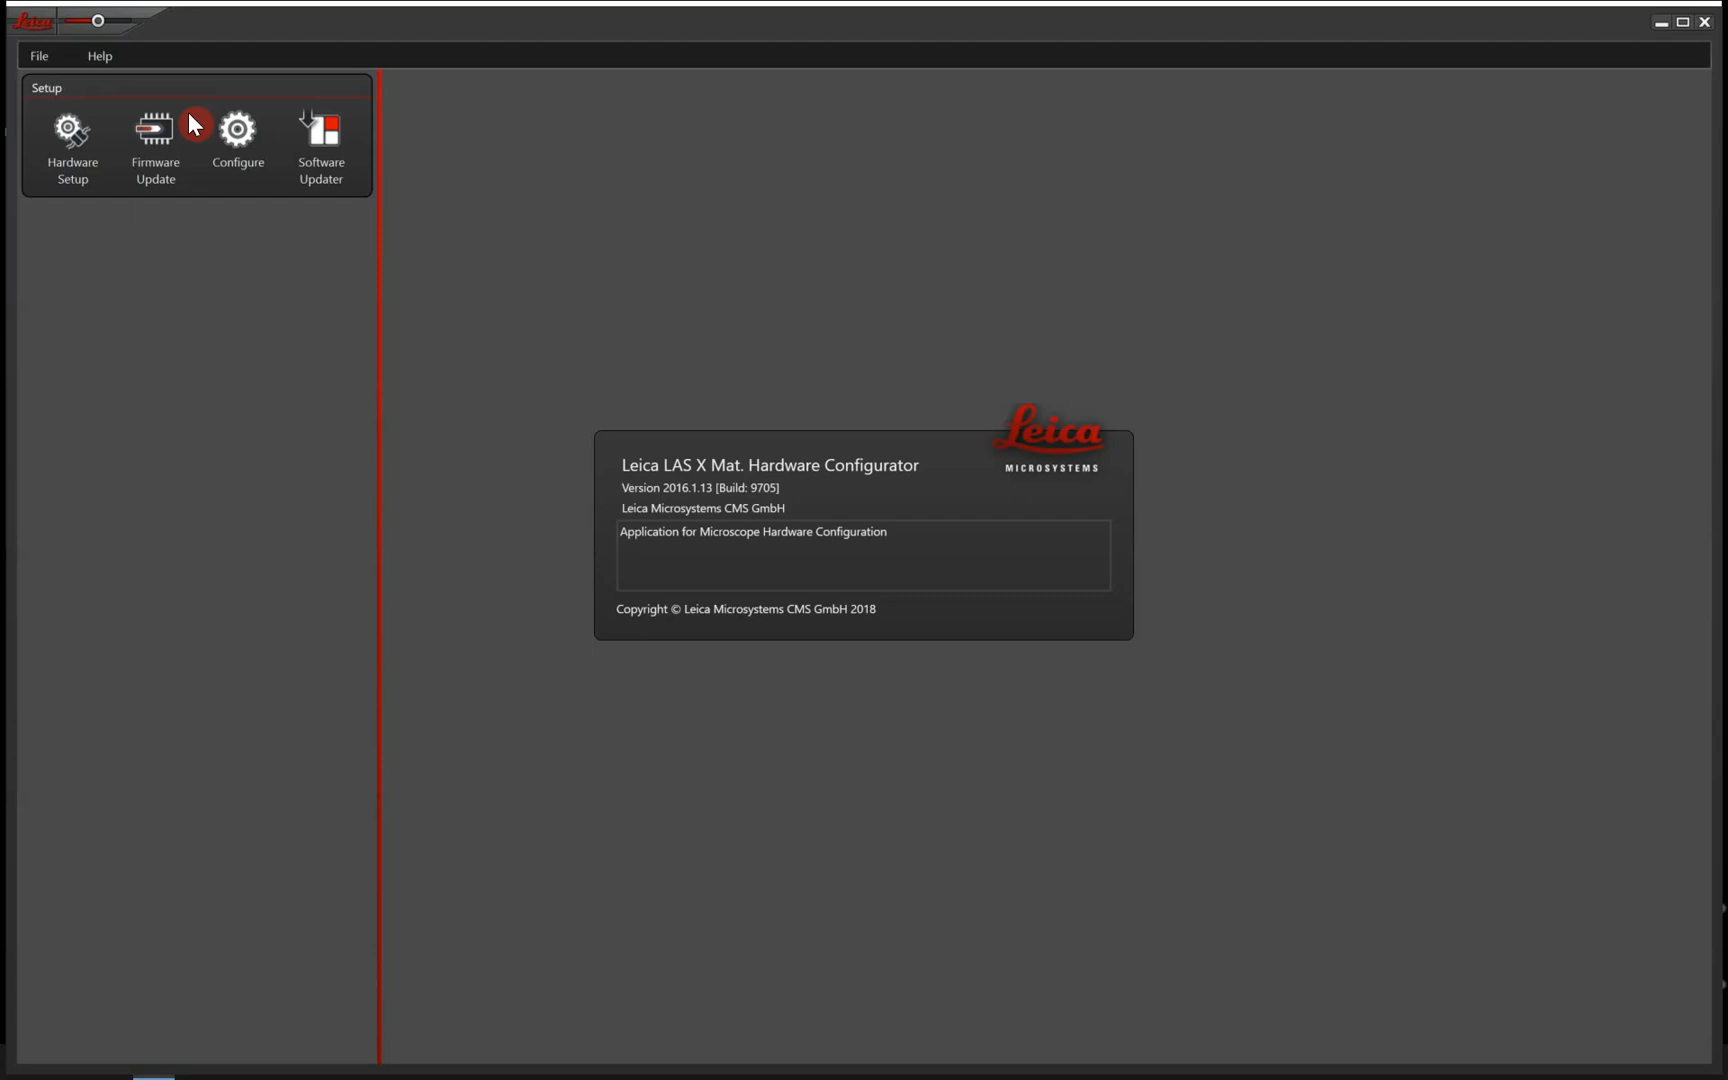 Leica
File Help
Setup
Hardware Setup
Firmware Update
Configure
Software Updater
Leica
MICROSYSTEMS
Leica LAS X Mat. Hardware Configurator
Version 2016.1.13 [Build: 9705]
Leica Microsystems CMS GmbH
Application for Microscope Hardware Configuration
Copyright © Leica Microsystems CMS GmbH 2018